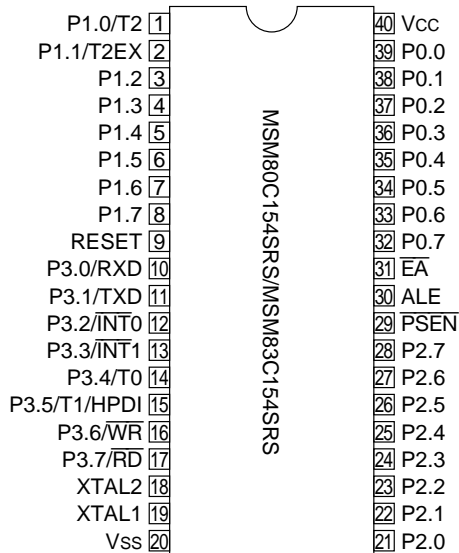 P1.0/T2 1 40 Vcc
P1.1/T2EX 2 39 P0.0
P1.2 3 38 P0.1
P1.3 4 37 P0.2
P1.4 5 36 P0.3
P1.5 6 35 P0.4
P1.6 7 34 P0.5
P1.7 8 33 P0.6
RESET 9 32 P0.7
P3.0/RXD 10 31 E̅A̅
P3.1/TXD 11 30 ALE
P3.2/I̅N̅T̅0 12 29 P̅S̅E̅N̅
P3.3/I̅N̅T̅1 13 28 P2.7
P3.4/T0 14 27 P2.6
P3.5/T1/HPDI 15 26 P2.5
P3.6/W̅R̅ 16 25 P2.4
P3.7/R̅D̅ 17 24 P2.3
XTAL2 18 23 P2.2
XTAL1 19 22 P2.1
Vss 20 21 P2.0
MSM80C154SRS/MSM83C154SRS